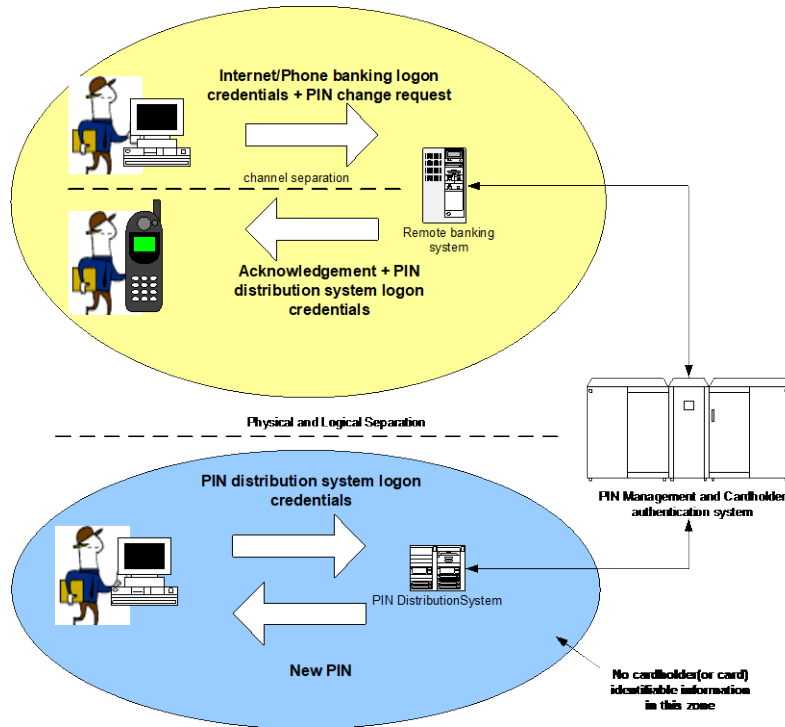 Internet/Phone banking logon
credentials + PIN change request
channel separation
Remote banking
system
Acknowledgement + PIN
distribution system logon
credentials
Physical and Logical Separation
PIN Management and Cardholder
authentication system
PIN distribution system logon
credentials
PIN DistributionSystem
New PIN
No cardholder(or card)
identifiable information
in this zone